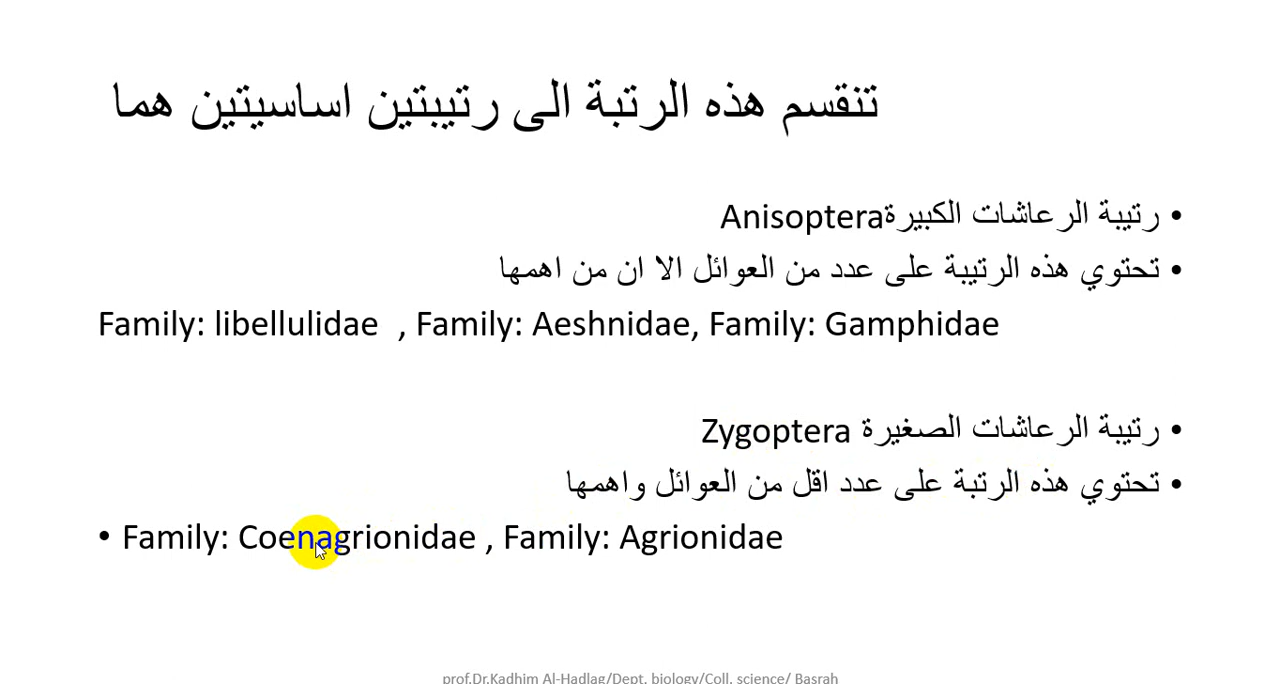 تنقسم هذه الرتبة الى رتيبتين اساسيتين هما
• رتيبة الرعاشات الكبيرةAnisoptera
• تحتوي هذه الرتيبة على عدد من العوائل الا ان من اهمها
Family: libellulidae , Family: Aeshnidae, Family: Gamphidae
• رتيبة الرعاشات الصغيرة Zygoptera
• تحتوي هذه الرتبة على عدد اقل من العوائل واهمها
• Family: Coenagrionidae , Family: Agrionidae
prof.Dr.Kadhim Al-Hadlag/Dept. biology/Coll. science/ Basrah